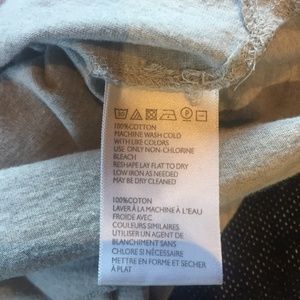 100%COTTON
MACHINE WASH COLD
WITH LIKE COLORS
USE ONLY NON-CHLORINE
BLEACH
RESHAPE LAY FLAT TO DRY
LOW IRON AS NEEDED
MAY BE DRY CLEANED
100%COTON
LAVER À LA MACHINE À L'EAU
FROIDE AVEC
COULEURS SIMILAIRES
UTILISER UN AGENT DE
BLANCHIMENT SANS
CHLORE SI NÉCESSAIRE
METTRE EN FORME ET SÉCHER
À PLAT